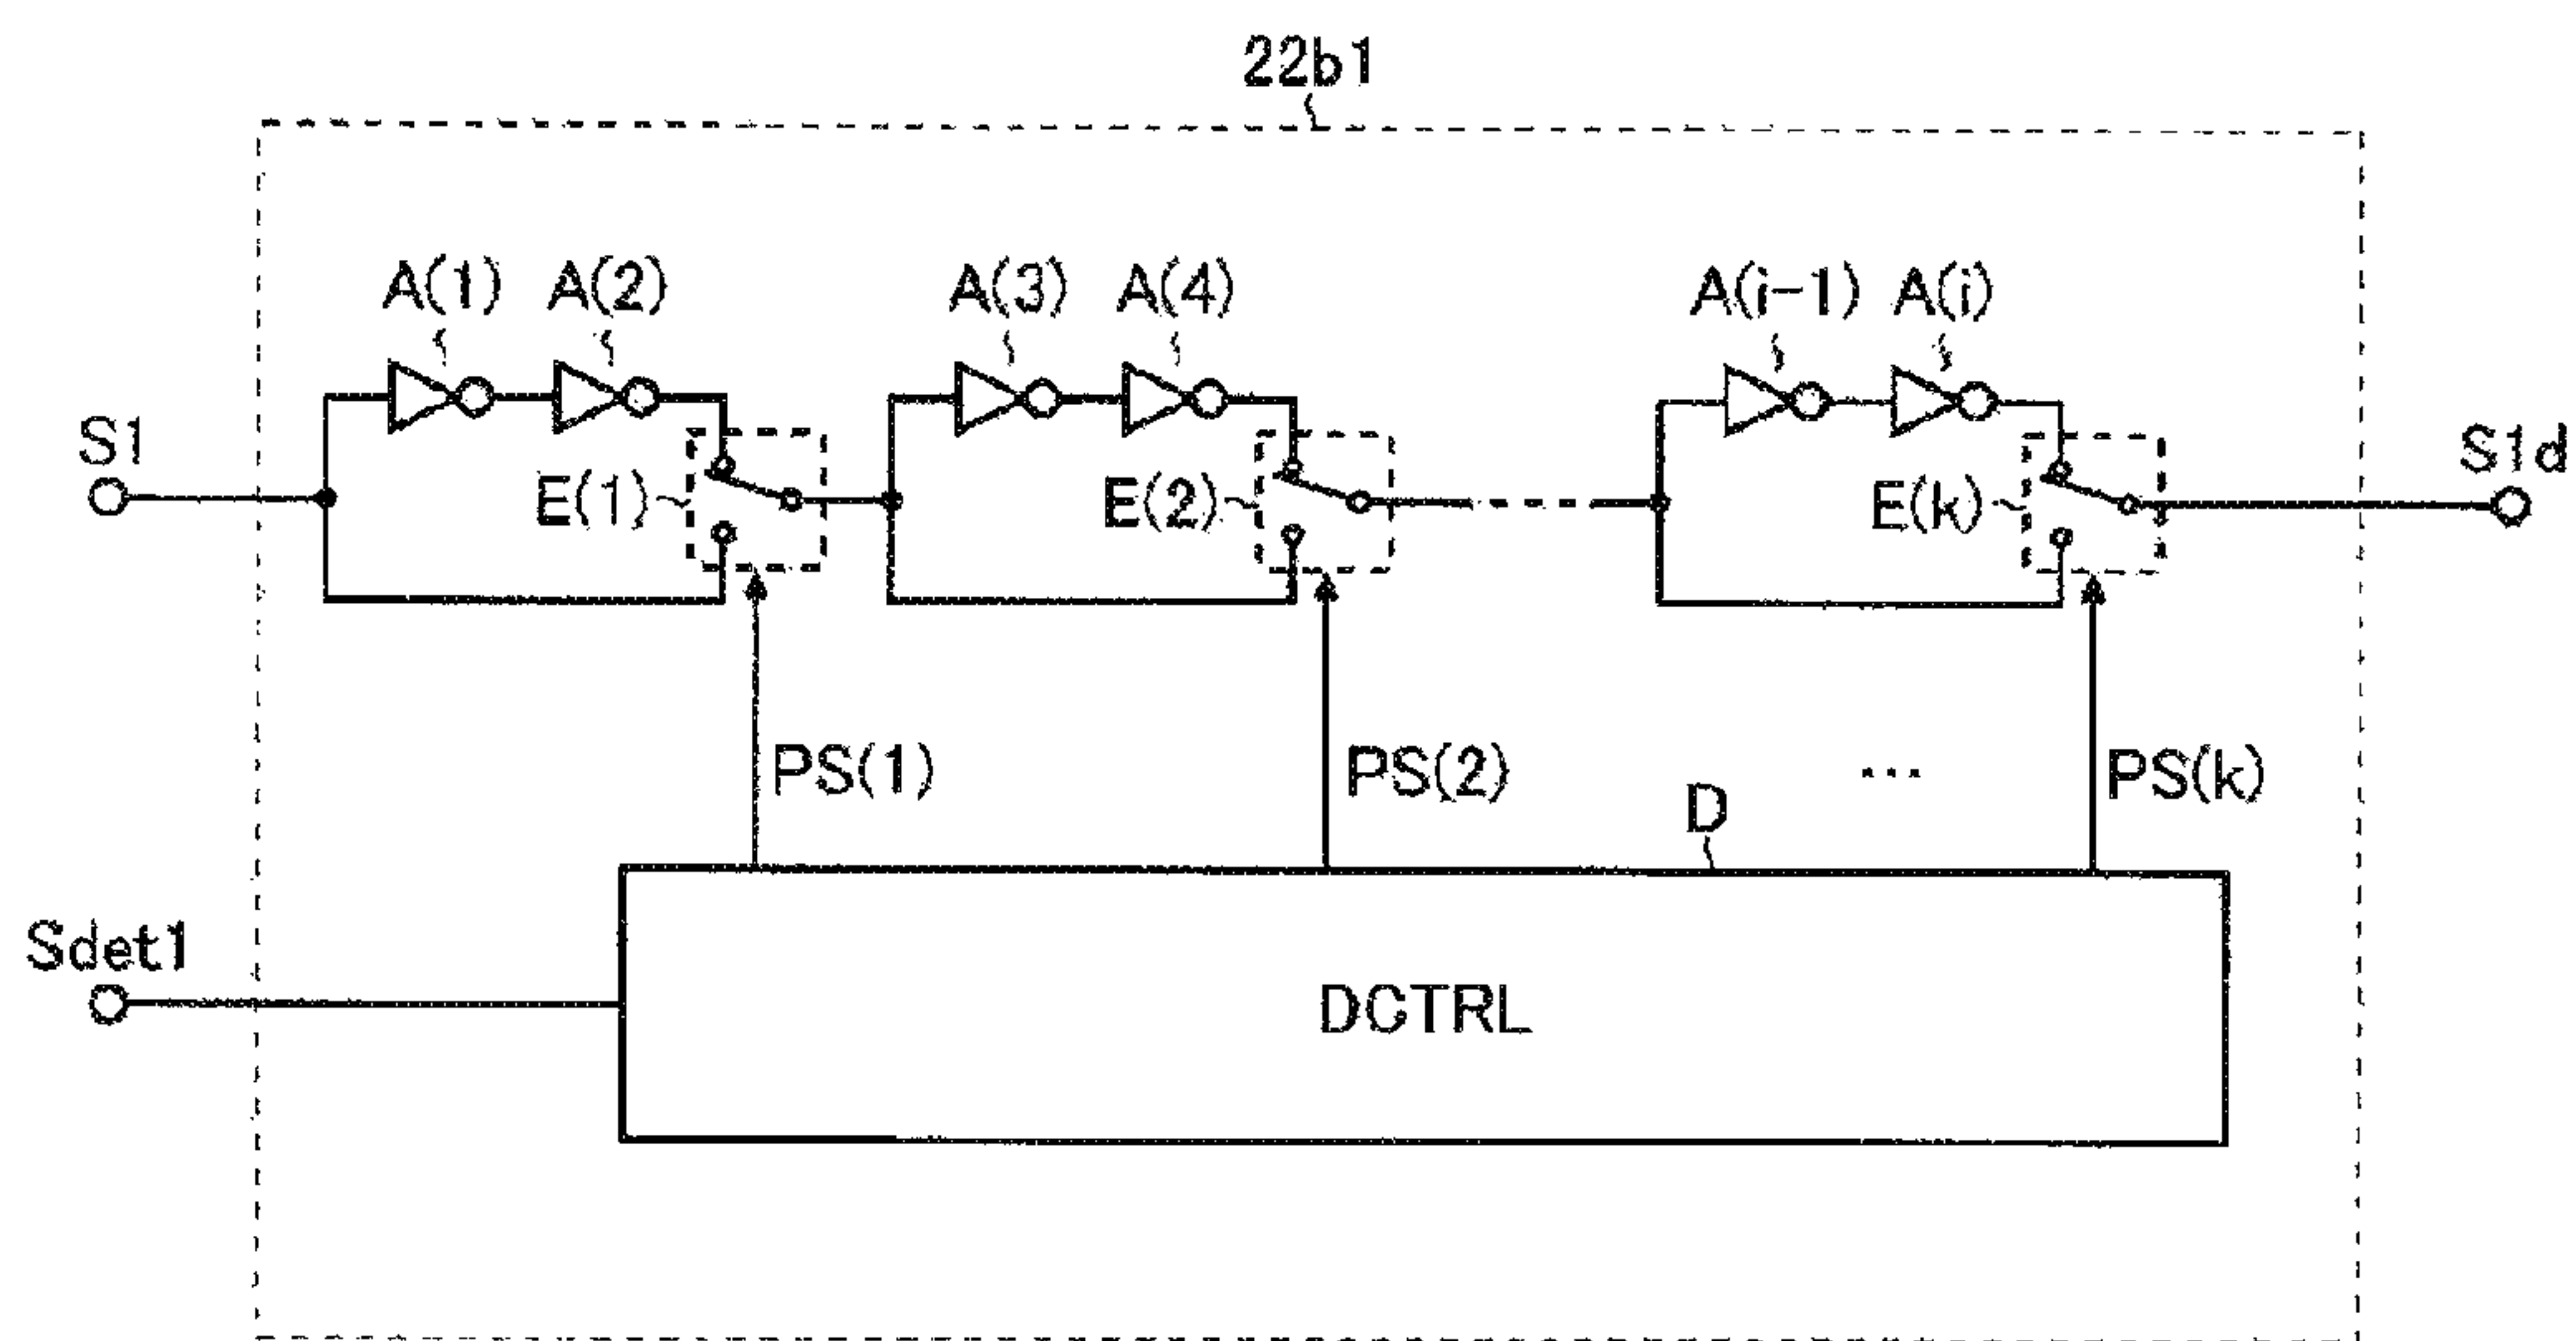 22b1
A(1) A(2) A(3) A(4) A(i-1) A(i)
S1 E(1) E(2) E(k) S1d
PS(1) PS(2) ... PS(k)
D
Sdet1
DCTRL